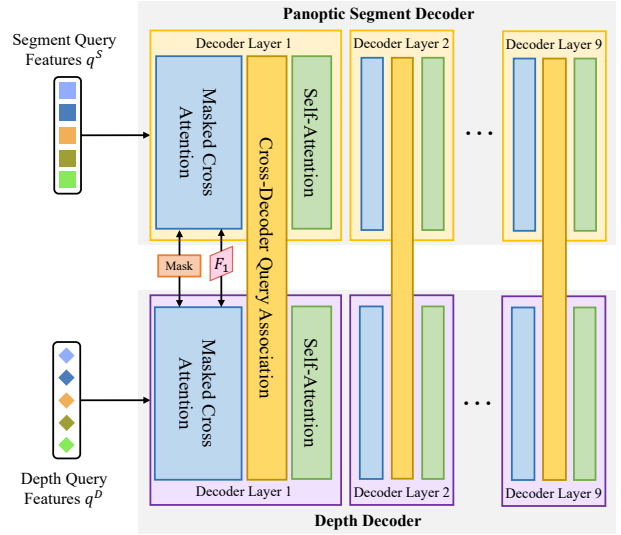 Panoptic Segment Decoder
Segment Query
Features q^S
Decoder Layer 1
Decoder Layer 2
Decoder Layer 9
Masked Cross
Attention
Cross-Decoder Query Association
Self-Attention
...
Mask
F_1
Masked Cross
Attention
Self-Attention
...
Depth Query
Features q^D
Decoder Layer 1
Decoder Layer 2
Decoder Layer 9
Depth Decoder